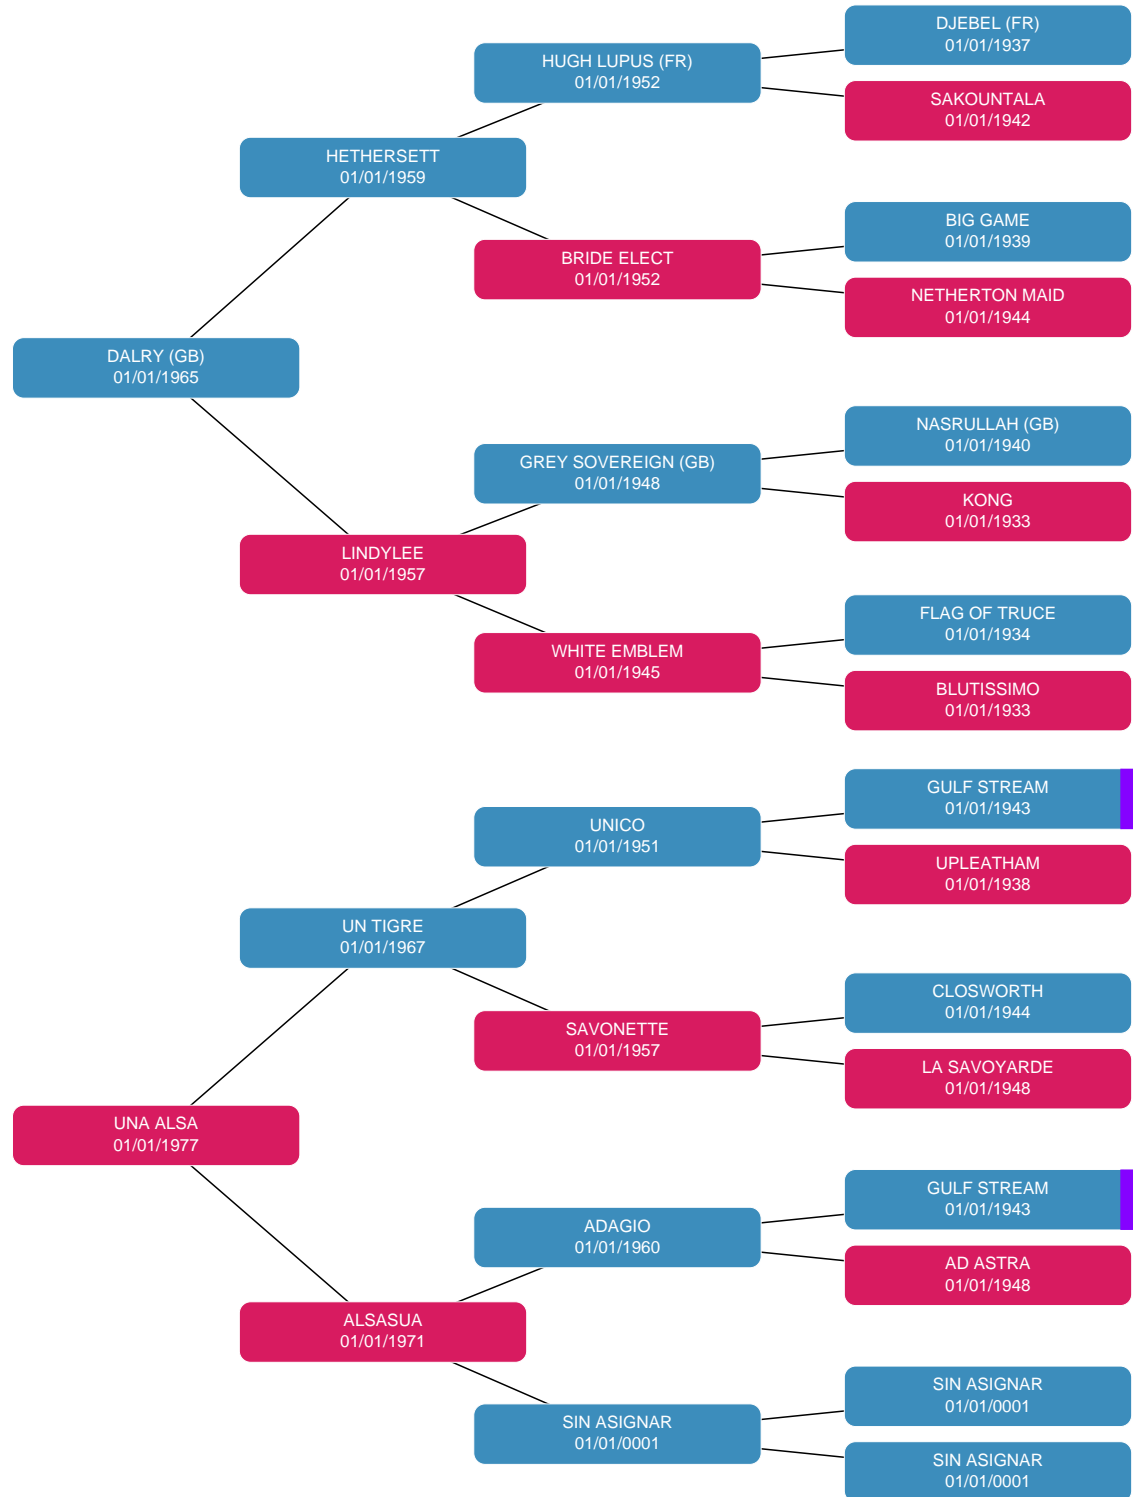 DJEBEL (FR)
01/01/1937
HUGH LUPUS (FR)
01/01/1952
SAKOUNTALA
01/01/1942
HETHERSETT
01/01/1959
BIG GAME
01/01/1939
BRIDE ELECT
01/01/1952
NETHERTON MAID
01/01/1944
DALRY (GB)
01/01/1965
NASRULLAH (GB)
01/01/1940
GREY SOVEREIGN (GB)
01/01/1948
KONG
01/01/1933
LINDYLEE
01/01/1957
FLAG OF TRUCE
01/01/1934
WHITE EMBLEM
01/01/1945
BLUTISSIMO
01/01/1933
GULF STREAM
01/01/1943
UNICO
01/01/1951
UPLEATHAM
01/01/1938
UN TIGRE
01/01/1967
CLOSWORTH
01/01/1944
SAVONETTE
01/01/1957
LA SAVOYARDE
01/01/1948
UNA ALSA
01/01/1977
GULF STREAM
01/01/1943
ADAGIO
01/01/1960
AD ASTRA
01/01/1948
ALSASUA
01/01/1971
SIN ASIGNAR
01/01/0001
SIN ASIGNAR
01/01/0001
SIN ASIGNAR
01/01/0001